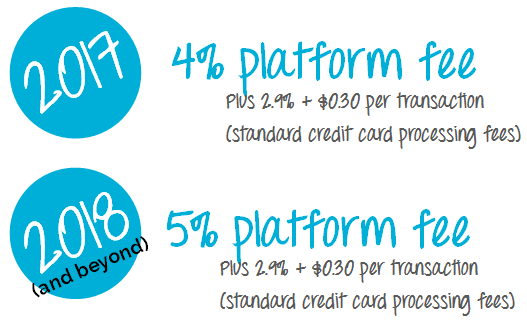 2017
4% platform fee
Plus 2.9% + $0.30 per transaction
(standard credit card processing fees)
2018
(and beyond)
5% platform fee
Plus 2.9% + $0.30 per transaction
(standard credit card processing fees)